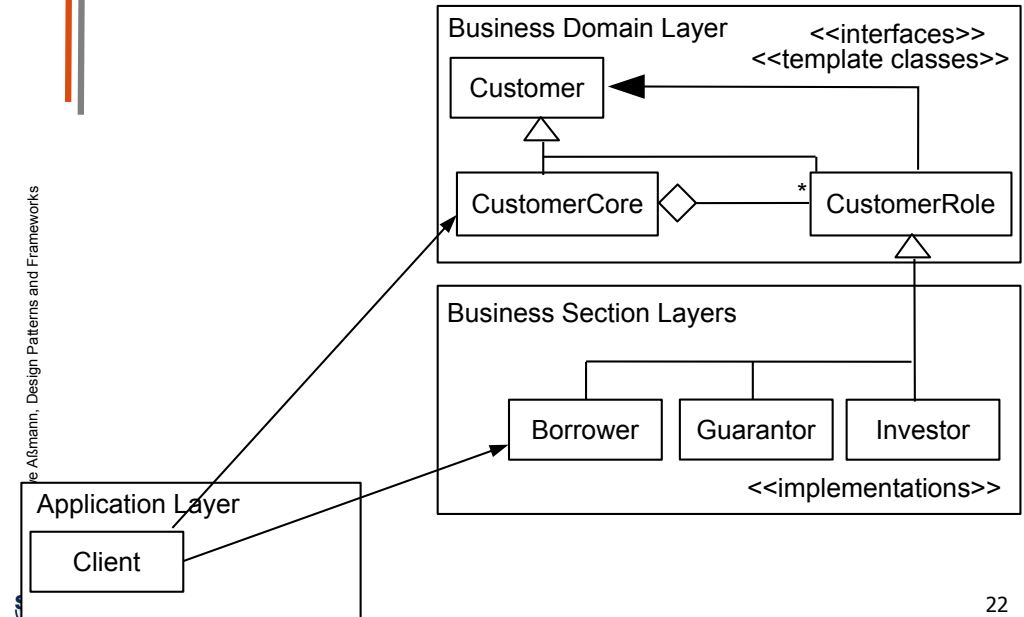 Business Domain Layer
<<interfaces>>
<<template classes>>
Customer
CustomerCore
*
CustomerRole
Business Section Layers
Borrower
Guarantor
Investor
<<implementations>>
Application Layer
Client
Aßmann, Design Patterns and Frameworks
22